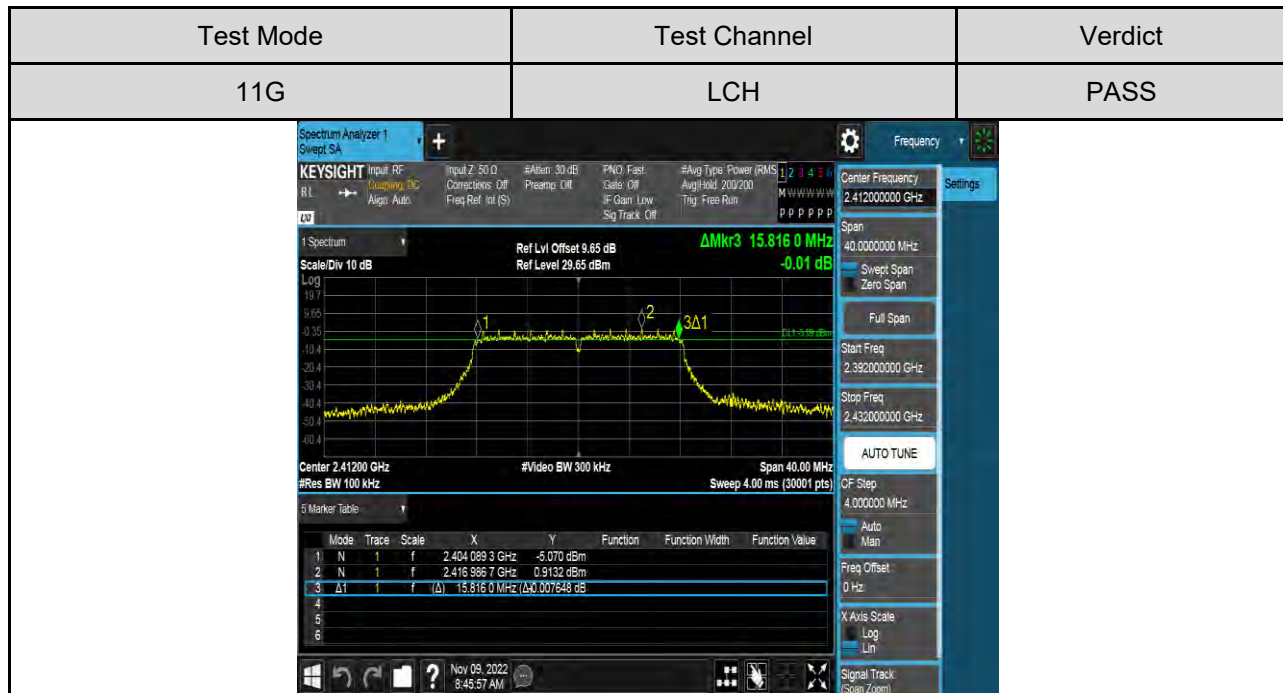 Test Mode Test Channel Verdict
11G LCH PASS
Spectrum Analyzer 1
Swept SA
+
Frequency
KEYSIGHT Input: RF Input Z: 50 Ω #Atten: 30 dB PNO: Fast #Avg Type: Power (RMS 1 2 3 4 5 6
RL Coupling: DC Corrections: Off Preamp: Off Gate: Off Avg|Hold: 200/200 M W W W W W
Align: Auto Freq Ref: Int (S) IF Gain: Low Trig: Free Run
LXI Sig Track: Off P P P P P P
Center Frequency
2.412000000 GHz
Settings
Span
40.0000000 MHz
Swept Span
Zero Span
Full Span
Start Freq
2.392000000 GHz
Stop Freq
2.432000000 GHz
AUTO TUNE
CF Step
4.000000 MHz
Auto
Man
Freq Offset
0 Hz
X Axis Scale
Log
Lin
Signal Track
(Span Zoom)
1 Spectrum
Ref Lvl Offset 9.65 dB ΔMkr3 15.816 0 MHz
Scale/Div 10 dB Ref Level 29.65 dBm -0.01 dB
Log
19.7
9.65
-0.35
-10.4
-20.4
-30.4
-40.4
-50.4
-60.4
1
2
3Δ1
Center 2.41200 GHz #Video BW 300 kHz Span 40.00 MHz
#Res BW 100 kHz Sweep 4.00 ms (30001 pts)
5 Marker Table
Mode Trace Scale X Y Function Function Width Function Value
1 N 1 f 2.404 089 3 GHz -5.070 dBm
2 N 1 f 2.416 986 7 GHz 0.9132 dBm
3 Δ1 1 f (Δ) 15.816 0 MHz (Δ) -0.007648 dB
4
5
6
? Nov 09, 2022
8:45:57 AM